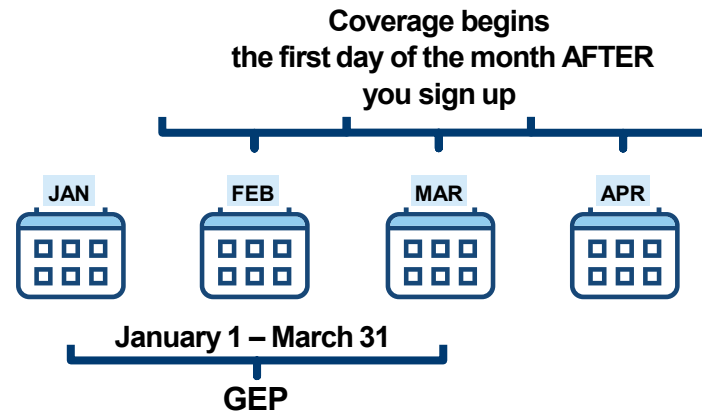 Coverage begins
the first day of the month AFTER
you sign up
JAN
FEB
MAR
APR
January 1 – March 31
GEP